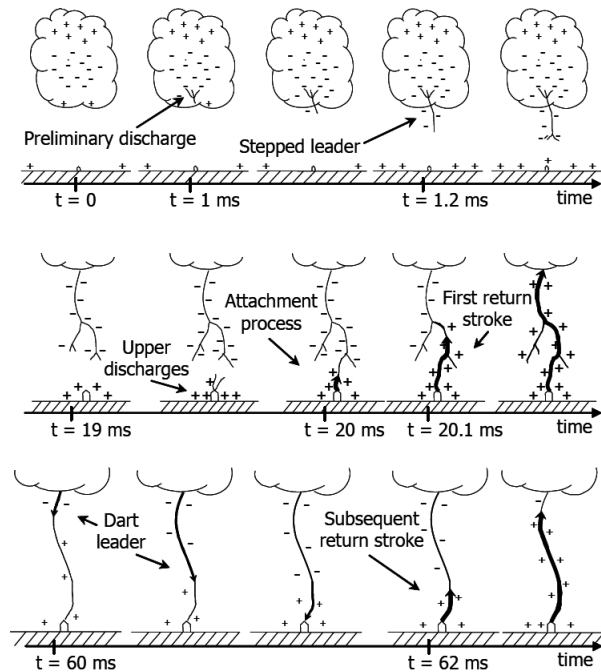 Preliminary discharge
Stepped leader
t = 0
t = 1 ms
t = 1.2 ms
time
Attachment
process
First return
stroke
Upper
discharges
t = 19 ms
t = 20 ms
t = 20.1 ms
time
Dart
leader
Subsequent
return stroke
t = 60 ms
t = 62 ms
time